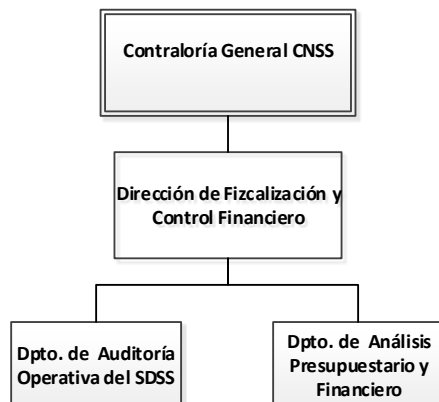 Contraloría General CNSS
Dirección de Fizcalización y
Control Financiero
Dpto. de Auditoría
Operativa del SDSS
Dpto. de Análisis
Presupuestario y
Financiero